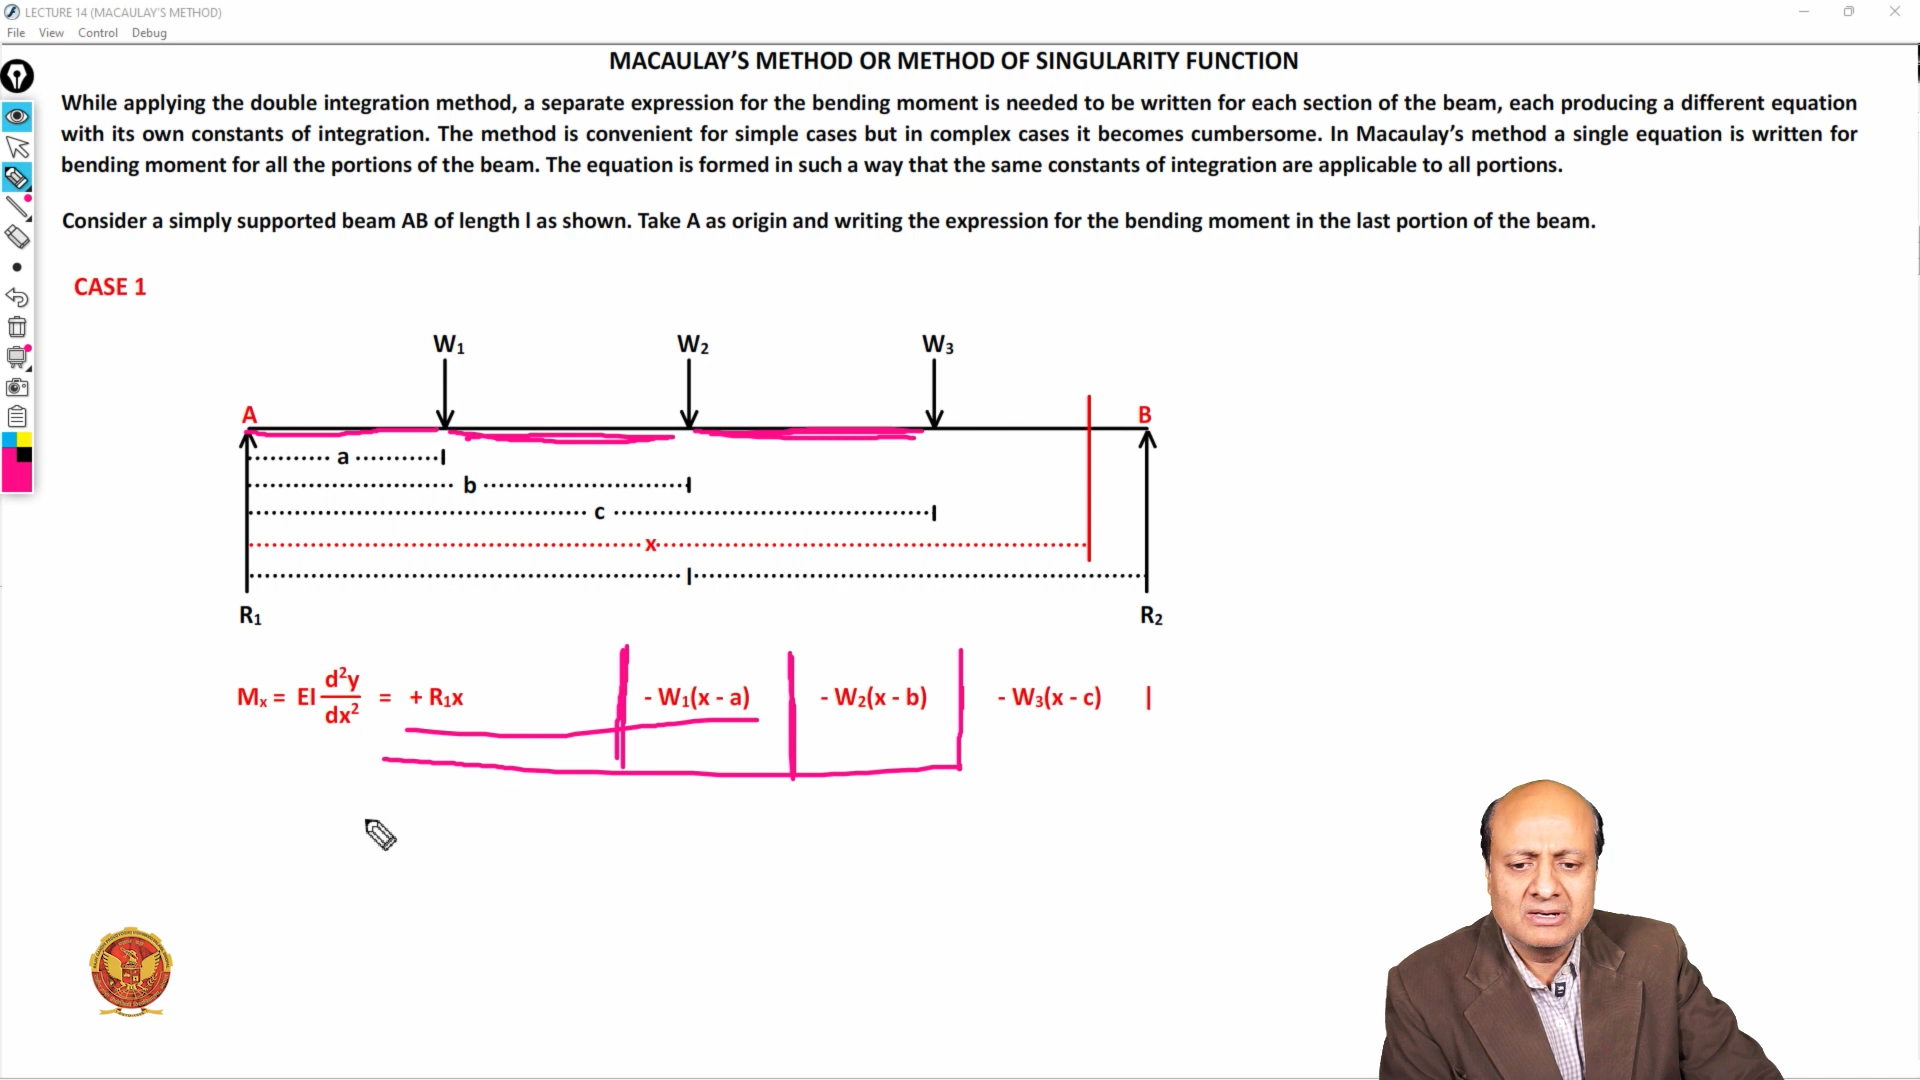 LECTURE 14 (MACAULAY'S METHOD)
File View Control Debug
MACAULAY’S METHOD OR METHOD OF SINGULARITY FUNCTION
While applying the double integration method, a separate expression for the bending moment is needed to be written for each section of the beam, each producing a different equation
with its own constants of integration. The method is convenient for simple cases but in complex cases it becomes cumbersome. In Macaulay’s method a single equation is written for
bending moment for all the portions of the beam. The equation is formed in such a way that the same constants of integration are applicable to all portions.
Consider a simply supported beam AB of length l as shown. Take A as origin and writing the expression for the bending moment in the last portion of the beam.
CASE 1
W₁ W₂ W₃
A B
a
b
c
x
l
R₁ R₂
Mₓ = EI d²y/dx² = + R₁x - W₁(x - a) - W₂(x - b) - W₃(x - c) |